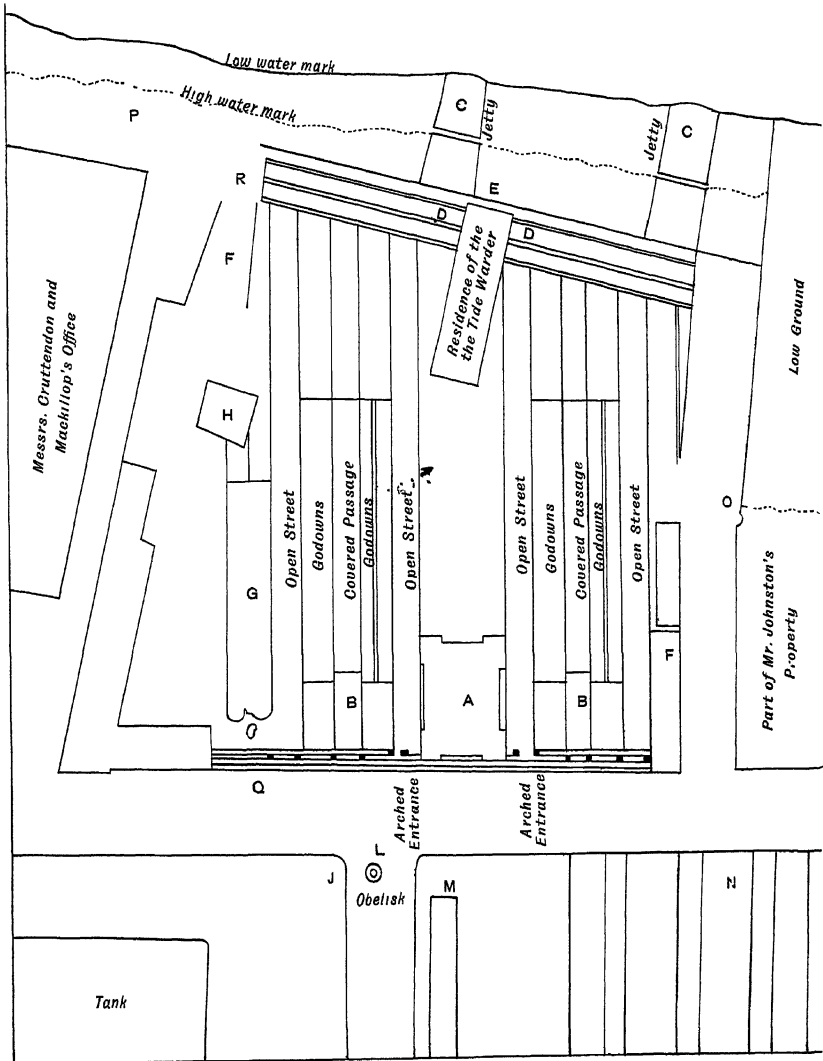 Low water mark
High water mark
P
C
Jetty
C
Jetty
R
E
D
D
F
Residence of the
the Tide Warder
Messrs. Cruttendon and
Mackillop's Office
Low Ground
H
G
Open Street
Godowns
Covered Passage
Godowns
Open Street
Open Street
Godowns
Covered Passage
Godowns
Open Street
O
F
Part of Mr. Johnston's
Property
B
A
B
Q
Arched
Entrance
Arched
Entrance
L
J
Obelisk
M
N
Tank